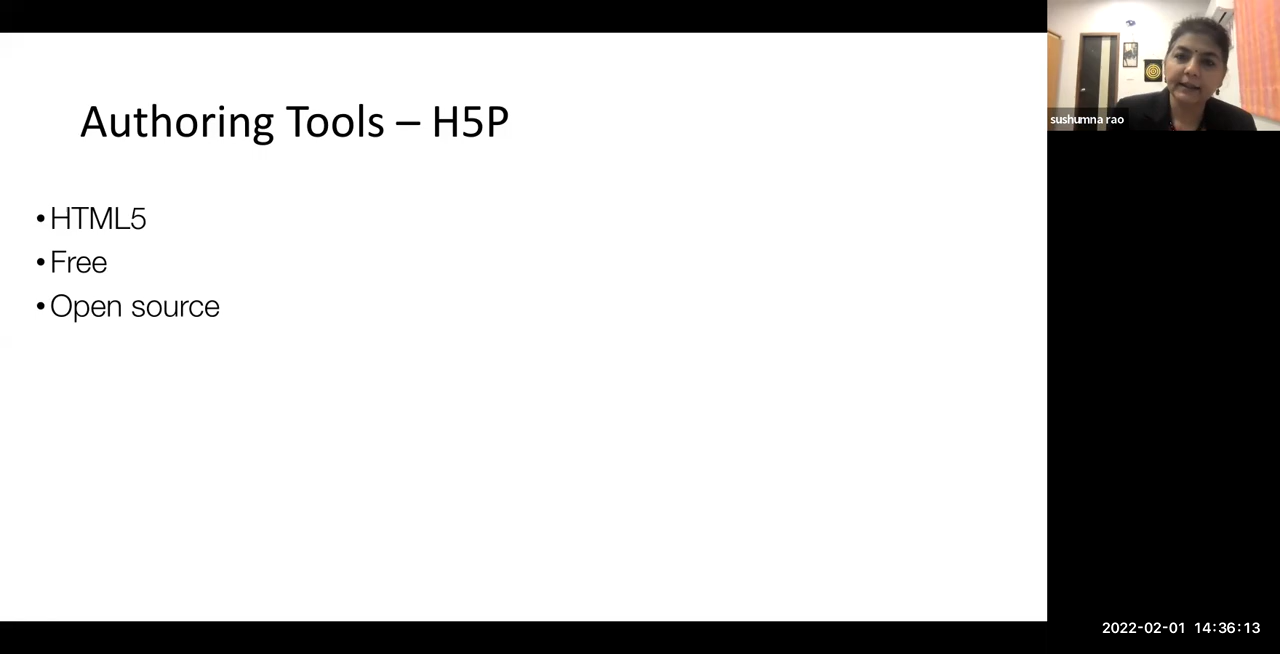 Authoring Tools – H5P
•HTML5
•Free
•Open source
sushumna rao
2022-02-01 14:36:13